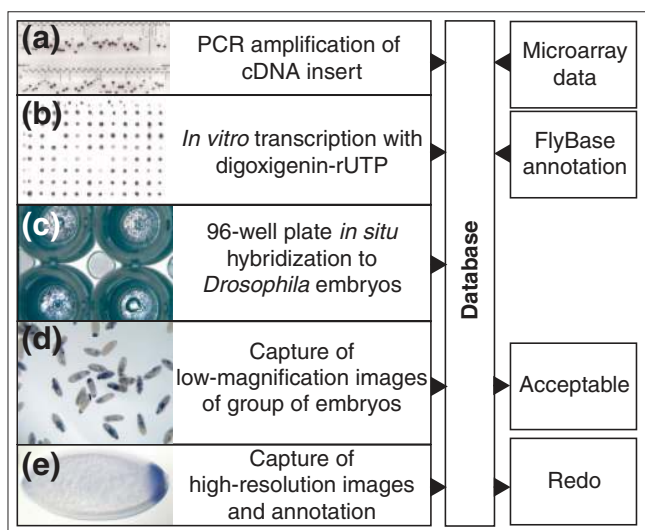 (a)
PCR amplification of
cDNA insert
(b)
In vitro transcription with
digoxigenin-rUTP
(c)
96-well plate in situ
hybridization to
Drosophila embryos
(d)
Capture of
low-magnification images
of group of embryos
(e)
Capture of
high-resolution images
and annotation
Database
Microarray
data
FlyBase
annotation
Acceptable
Redo